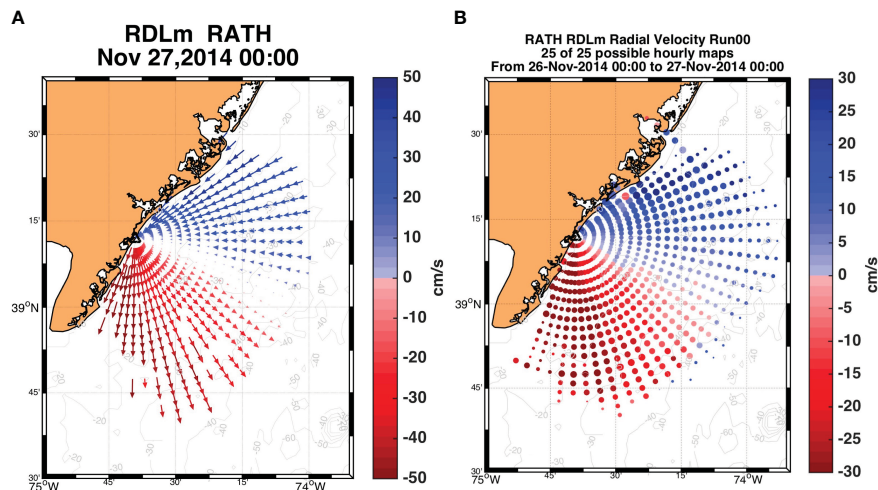 A
RDLm RATH
Nov 27,2014 00:00
50
40
30
20
10
0
-10
-20
-30
-40
-50
cm/s
30'
15'
39°N
45'
30'
75°W
30'
15'
74°W
B
RATH RDLm Radial Velocity Run00
25 of 25 possible hourly maps
From 26-Nov-2014 00:00 to 27-Nov-2014 00:00
30
25
20
15
10
5
0
-5
-10
-15
-20
-25
-30
cm/s
30'
15'
39°N
45'
30'
75°W
45'
30'
15'
74°W